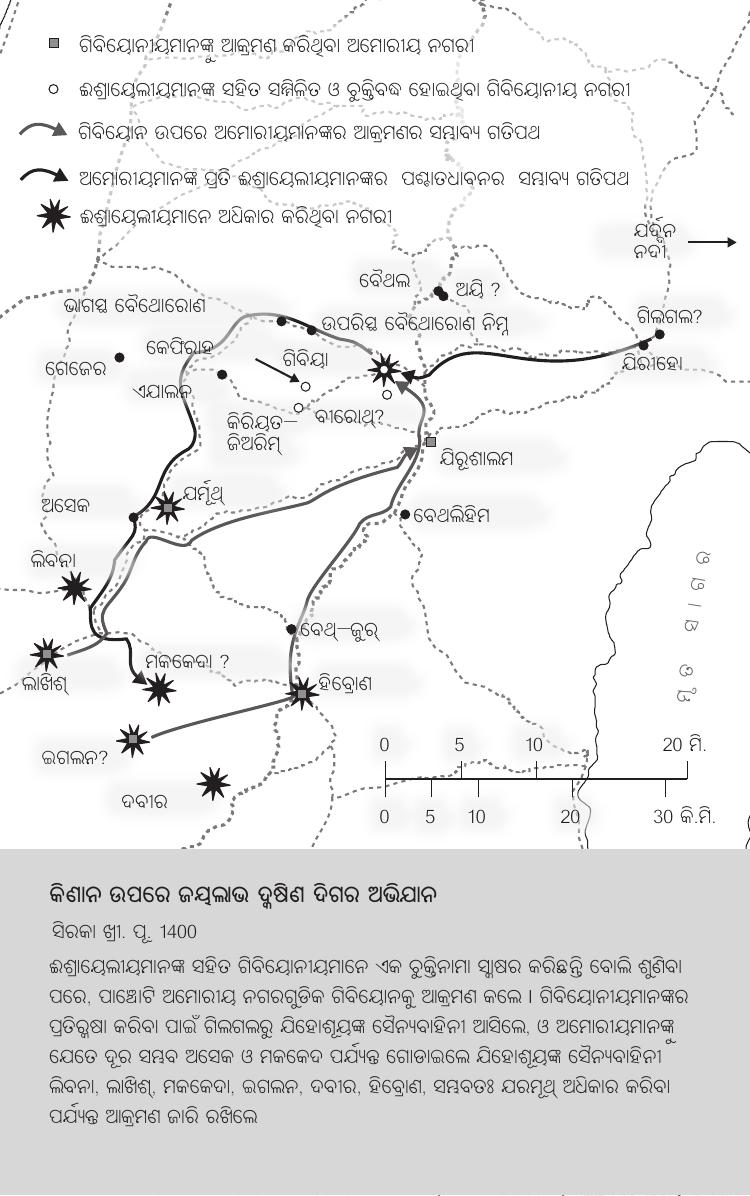 ଗିବିୟୋନୀୟମାନଙ୍କୁ ଆକ୍ରମଣ କରିଥିବା ଅମୋରୀୟ ନଗରୀ
ଈଶ୍ରାୟେଲୀୟମାନଙ୍କ ସହିତ ସମ୍ମିଳିତ ଓ ଚୁକ୍ତିବଦ୍ଧ ହୋଇଥିବା ଗିବିୟୋନୀୟ ନଗରୀ
ଗିବିୟୋନ ଉପରେ ଅମୋରୀୟମାନଙ୍କର ଆକ୍ରମଣର ସମ୍ଭାବ୍ୟ ଗତିପଥ
ଅମୋରୀୟମାନଙ୍କ ପ୍ରତି ଈଶ୍ରାୟେଲୀୟମାନଙ୍କର ପଶ୍ଚାତଧାବନର ସମ୍ଭାବ୍ୟ ଗତିପଥ
ଈଶ୍ରାୟେଲୀୟମାନେ ଅଧିକାର କରିଥିବା ନଗରୀ
ଯର୍ଦ୍ଦନ
ନଦୀ
ବୈଥଲ
ଅୟି ?
ଭାଗସ୍ଥ ବୈଥୋରୋଣ
ଉପରିସ୍ଥ ବୈଥୋରୋଣ ନିମ୍ନ
ଗିଲଗଲ?
କେଫିରାହ
ଗିବିୟା
ଗେଜେର
ଯିରୀହୋ
ଏଯାଲନ
କିରିୟତ–
ଜିଅରିମ୍
ବୀରୋଥ୍?
ଯିରୂଶାଲମ
ଯର୍ମୂଥ୍
ଅସେକ
ବେଥଲିହିମ
ଲିବନା
ମୃତ ସାଗର
ବେଥ୍–ଜୁର୍
ମକକେଦା ?
ଲାଖିଶ୍
ହିବ୍ରୋଣ
ଇଗଲନ?
ଦବୀର
0 5 10 20 ମି.
0 5 10 20 30 କି.ମି.
କିଣାନ ଉପରେ ଜୟଲାଭ ଦକ୍ଷିଣ ଦିଗର ଅଭିଯାନ
ସିରକା ଖ୍ରୀ. ପୂ. 1400
ଈଶ୍ରାୟେଲୀୟମାନଙ୍କ ସହିତ ଗିବିୟୋନୀୟମାନେ ଏକ ଚୁକ୍ତିନାମା ସ୍ୱାକ୍ଷର କରିଛନ୍ତି ବୋଲି ଶୁଣିବା
ପରେ, ପାଞ୍ଚୋଟି ଅମୋରୀୟ ନଗରଗୁଡିକ ଗିବିୟୋନକୁ ଆକ୍ରମଣ କଲେ । ଗିବିୟୋନୀୟମାନଙ୍କର
ପ୍ରତିରକ୍ଷା କରିବା ପାଇଁ ଗିଲଗଲରୁ ଯିହୋଶୂୟଙ୍କ ସୈନ୍ୟବାହିନୀ ଆସିଲେ, ଓ ଅମୋରୀୟମାନଙ୍କୁ
ଯେତେ ଦୂର ସମ୍ଭବ ଅସେକ ଓ ମକକେଦ ପର୍ଯ୍ୟନ୍ତ ଗୋଡାଇଲେ ଯିହୋଶୂୟଙ୍କ ସୈନ୍ୟବାହିନୀ
ଲିବନା, ଲାଖିଶ୍, ମକକେଦା, ଇଗଲନ, ଦବୀର, ହିବ୍ରୋଣ, ସମ୍ଭବତଃ ଯରମୂଥ୍ ଅଧିକାର କରିବା
ପର୍ଯ୍ୟନ୍ତ ଆକ୍ରମଣ ଜାରି ରଖିଲେ